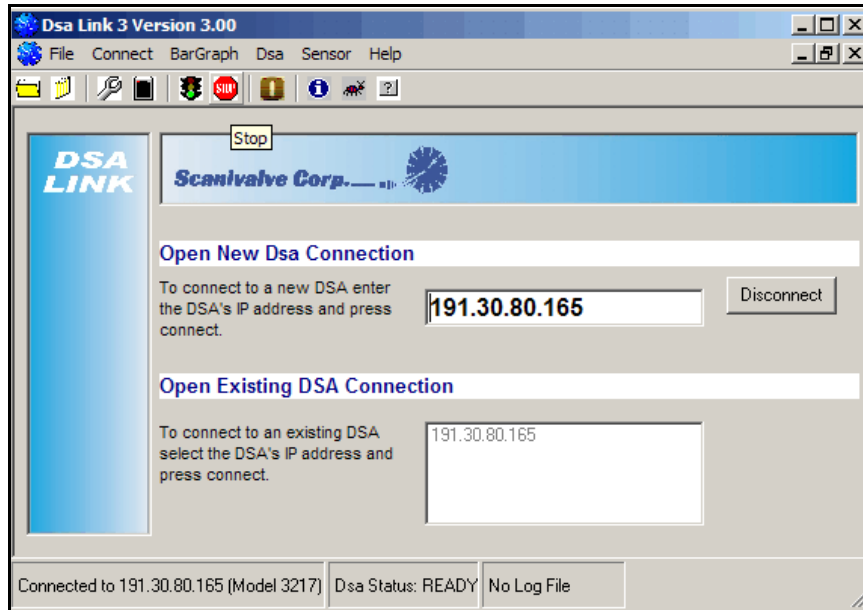 Dsa Link 3 Version 3.00
File Connect BarGraph Dsa Sensor Help
STOP
i
?
Stop
DSA
LINK
Scanivalve Corp.
Open New Dsa Connection
To connect to a new DSA enter
the DSA's IP address and press
connect.
191.30.80.165
Disconnect
Open Existing DSA Connection
To connect to an existing DSA
select the DSA's IP address and
press connect.
191.30.80.165
Connected to 191.30.80.165 (Model 3217) Dsa Status: READY No Log File